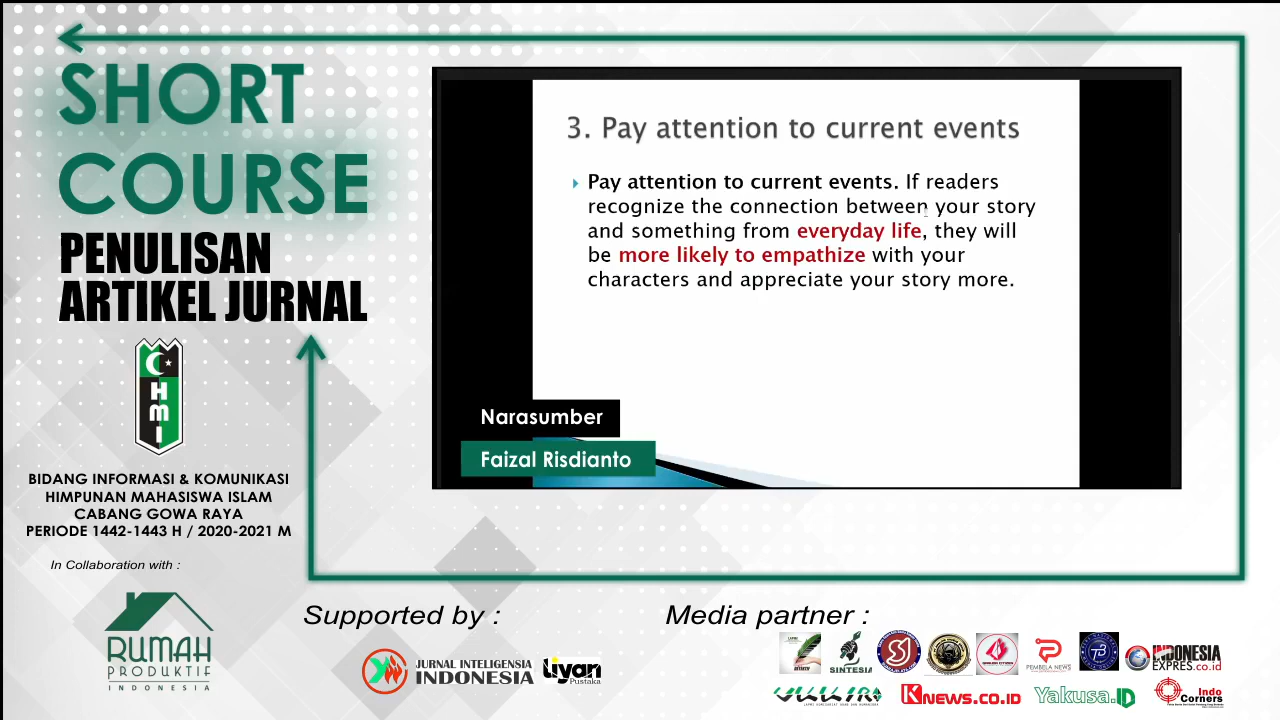 SHORT
COURSE
PENULISAN
ARTIKEL JURNAL
HMI
BIDANG INFORMASI & KOMUNIKASI
HIMPUNAN MAHASISWA ISLAM
CABANG GOWA RAYA
PERIODE 1442-1443 H / 2020-2021 M
In Collaboration with :
RUMAH
PRODUKTIF
INDONESIA
3. Pay attention to current events
Pay attention to current events. If readers
recognize the connection between your story
and something from everyday life, they will
be more likely to empathize with your
characters and appreciate your story more.
Narasumber
Faizal Risdianto
Supported by :
JURNAL INTELIGENSIA
INDONESIA
Liyan
Pustaka
Media partner :
SINTESIA
PEMBELA NEWS
INDONESIA
EXPRES.co.id
KNEWS.CO.ID
Yakusa.ID
Indo
Corners